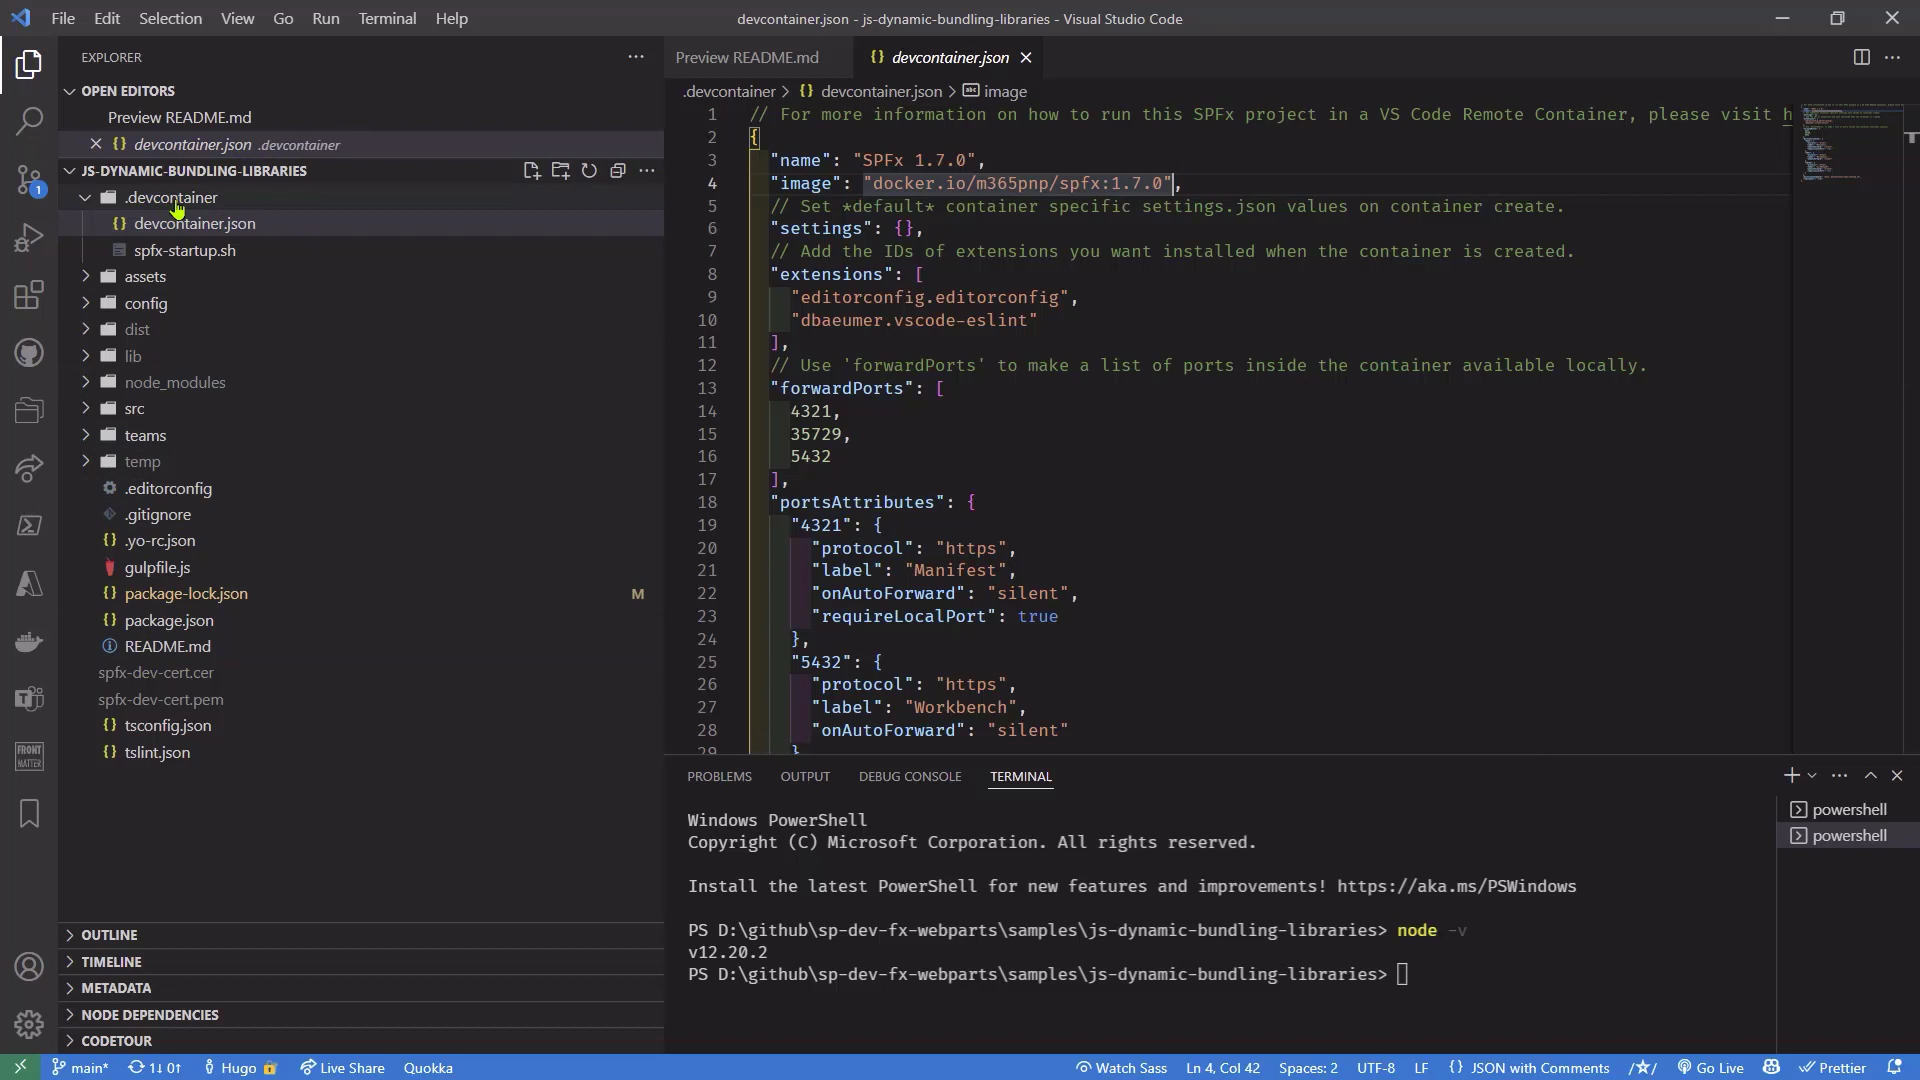 File Edit Selection View Go Run Terminal Help
devcontainer.json - js-dynamic-bundling-libraries - Visual Studio Code
EXPLORER
OPEN EDITORS
Preview README.md
devcontainer.json .devcontainer
JS-DYNAMIC-BUNDLING-LIBRARIES
.devcontainer
devcontainer.json
spfx-startup.sh
assets
config
dist
lib
node_modules
src
teams
temp
.editorconfig
.gitignore
.yo-rc.json
gulpfile.js
package-lock.json M
package.json
README.md
spfx-dev-cert.cer
spfx-dev-cert.pem
tsconfig.json
tslint.json
OUTLINE
TIMELINE
METADATA
NODE DEPENDENCIES
CODETOUR
1
FRONT
MATTER
Preview README.md
devcontainer.json
.devcontainer > {} devcontainer.json > abc image
1 // For more information on how to run this SPFx project in a VS Code Remote Container, please visit h
2 {
3 "name": "SPFx 1.7.0",
4 "image": "docker.io/m365pnp/spfx:1.7.0",
5 // Set *default* container specific settings.json values on container create.
6 "settings": {},
7 // Add the IDs of extensions you want installed when the container is created.
8 "extensions": [
9 "editorconfig.editorconfig",
10 "dbaeumer.vscode-eslint"
11 ],
12 // Use 'forwardPorts' to make a list of ports inside the container available locally.
13 "forwardPorts": [
14 4321,
15 35729,
16 5432
17 ],
18 "portsAttributes": {
19 "4321": {
20 "protocol": "https",
21 "label": "Manifest",
22 "onAutoForward": "silent",
23 "requireLocalPort": true
24 },
25 "5432": {
26 "protocol": "https",
27 "label": "Workbench",
28 "onAutoForward": "silent"
29 }
PROBLEMS OUTPUT DEBUG CONSOLE TERMINAL
powershell
powershell
Windows PowerShell
Copyright (C) Microsoft Corporation. All rights reserved.
Install the latest PowerShell for new features and improvements! https://aka.ms/PSWindows
PS D:\github\sp-dev-fx-webparts\samples\js-dynamic-bundling-libraries> node -v
v12.20.2
PS D:\github\sp-dev-fx-webparts\samples\js-dynamic-bundling-libraries>
main* 1↓ 0↑ Hugo Live Share Quokka
Watch Sass Ln 4, Col 42 Spaces: 2 UTF-8 LF {} JSON with Comments /☆/ Go Live Prettier